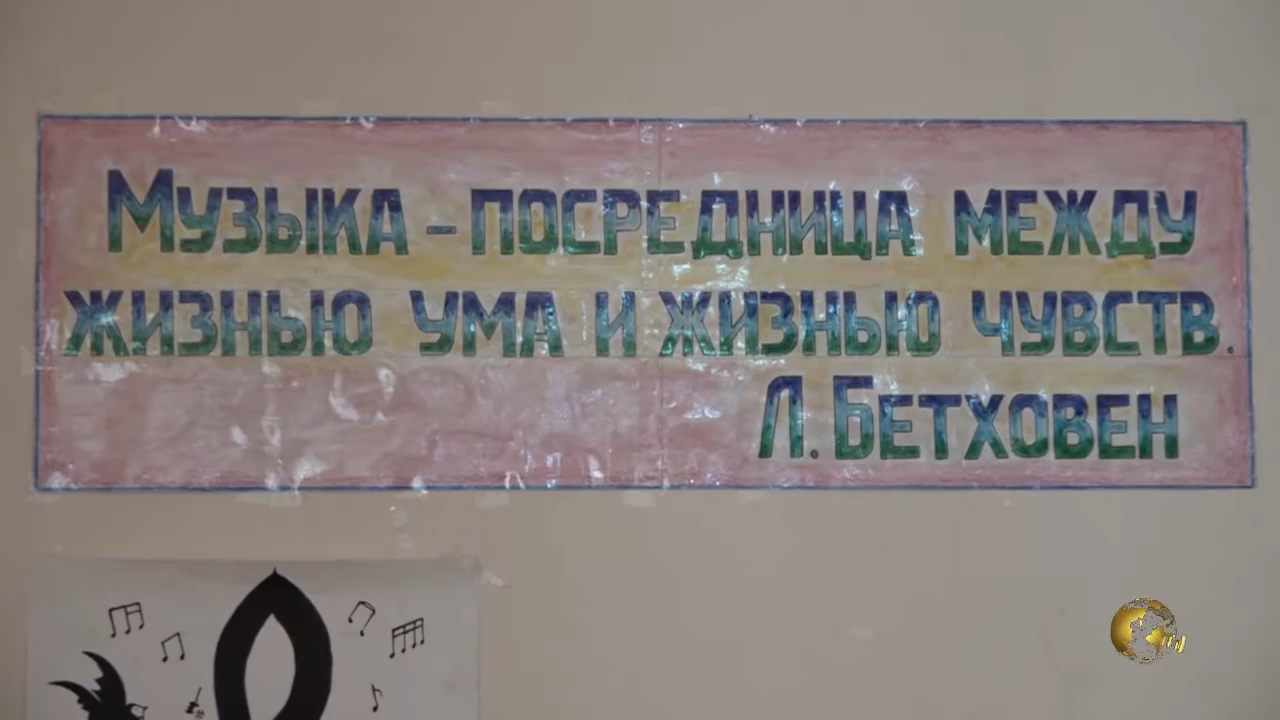 Музыка – посредница между
жизнью ума и жизнью чувств.
Л. Бетховен